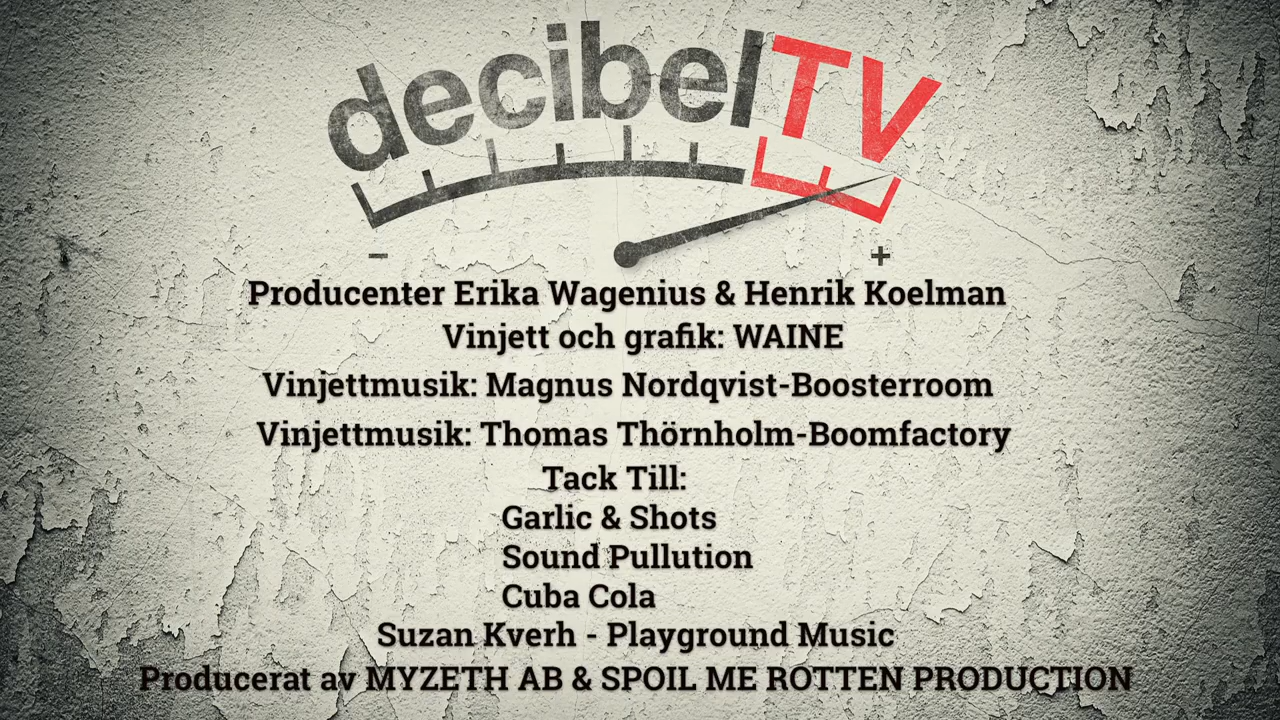 decibelTV
- +
Producenter Erika Wagenius & Henrik Koelman
Vinjett och grafik: WAINE
Vinjettmusik: Magnus Nordqvist-Boosterroom
Vinjettmusik: Thomas Thörnholm-Boomfactory
Tack Till:
Garlic & Shots
Sound Pullution
Cuba Cola
Suzan Kverh - Playground Music
Producerat av MYZETH AB & SPOIL ME ROTTEN PRODUCTION